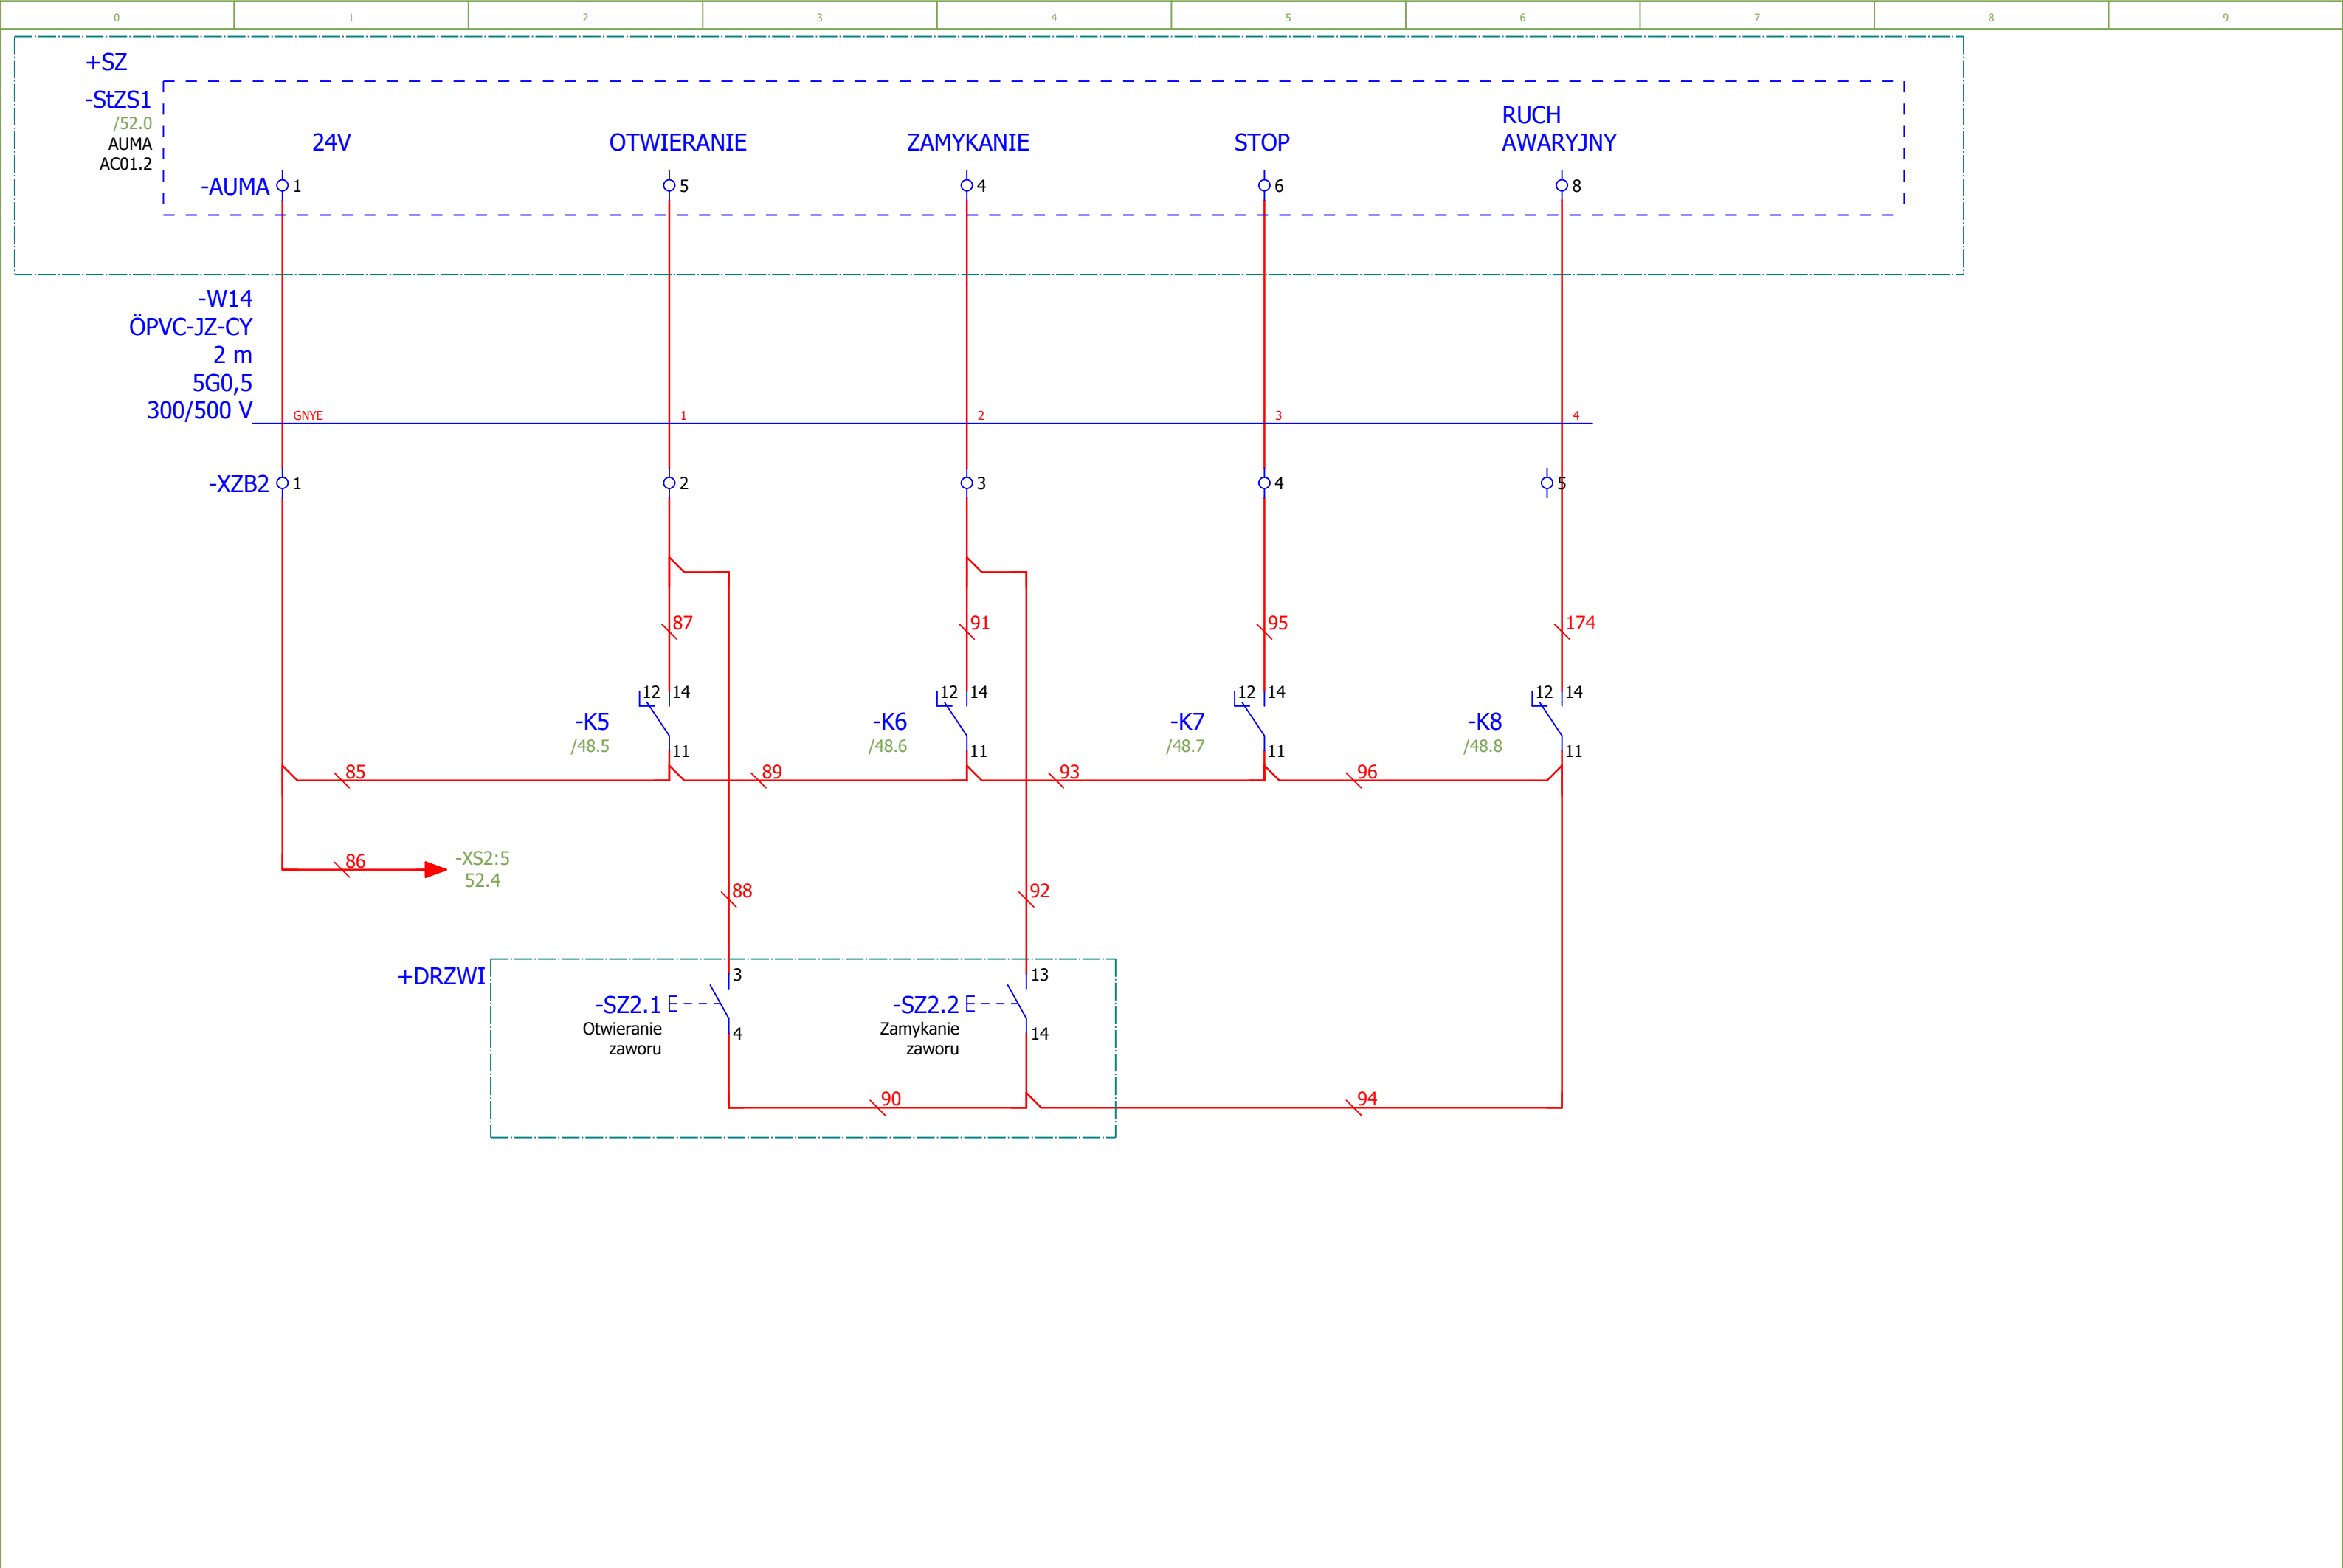 0 1 2 3 4 5 6 7 8 9
+SZ
-StZS1
/52.0
AUMA
AC01.2
24V OTWIERANIE ZAMYKANIE STOP RUCH
AWARYJNY
-AUMA 1 5 4 6 8
-W14
ÖPVC-JZ-CY
2 m
5G0,5
300/500 V
GNYE 1 2 3 4
-XZB2 1 2 3 4 5
87 91 95 174
12 14 12 14 12 14 12 14
-K5 -K6 -K7 -K8
/48.5 /48.6 /48.7 /48.8
11 11 11 11
85 89 93 96
86 -XS2:5
52.4
88 92
+DRZWI
3 13
-SZ2.1 -SZ2.2
Otwieranie
zaworu
Zamykanie
zaworu
4 14
90 94